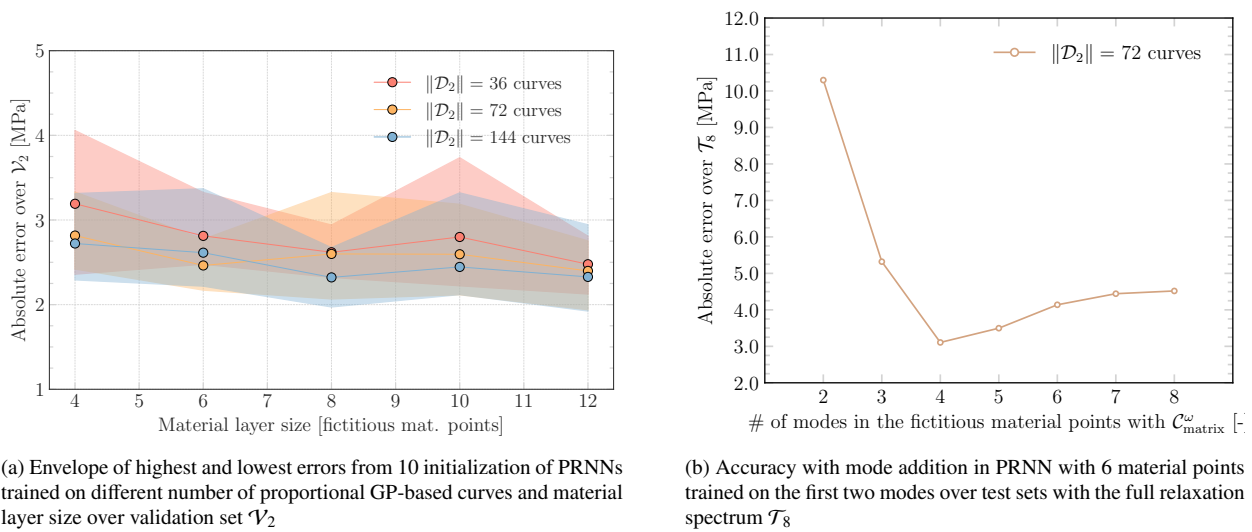 5
4
3
2
1
Absolute error over 𝒱₂ [MPa]
‖𝒟₂‖ = 36 curves
‖𝒟₂‖ = 72 curves
‖𝒟₂‖ = 144 curves
4 5 6 7 8 9 10 11 12
Material layer size [fictitious mat. points]
(a) Envelope of highest and lowest errors from 10 initialization of PRNNs
trained on different number of proportional GP-based curves and material
layer size over validation set 𝒱₂
12.0
11.0
10.0
9.0
8.0
7.0
6.0
5.0
4.0
3.0
2.0
Absolute error over 𝒯₈ [MPa]
‖𝒟₂‖ = 72 curves
2 3 4 5 6 7 8
# of modes in the fictitious material points with 𝒞^ω_matrix [-]
(b) Accuracy with mode addition in PRNN with 6 material points
trained on the first two modes over test sets with the full relaxation
spectrum 𝒯₈